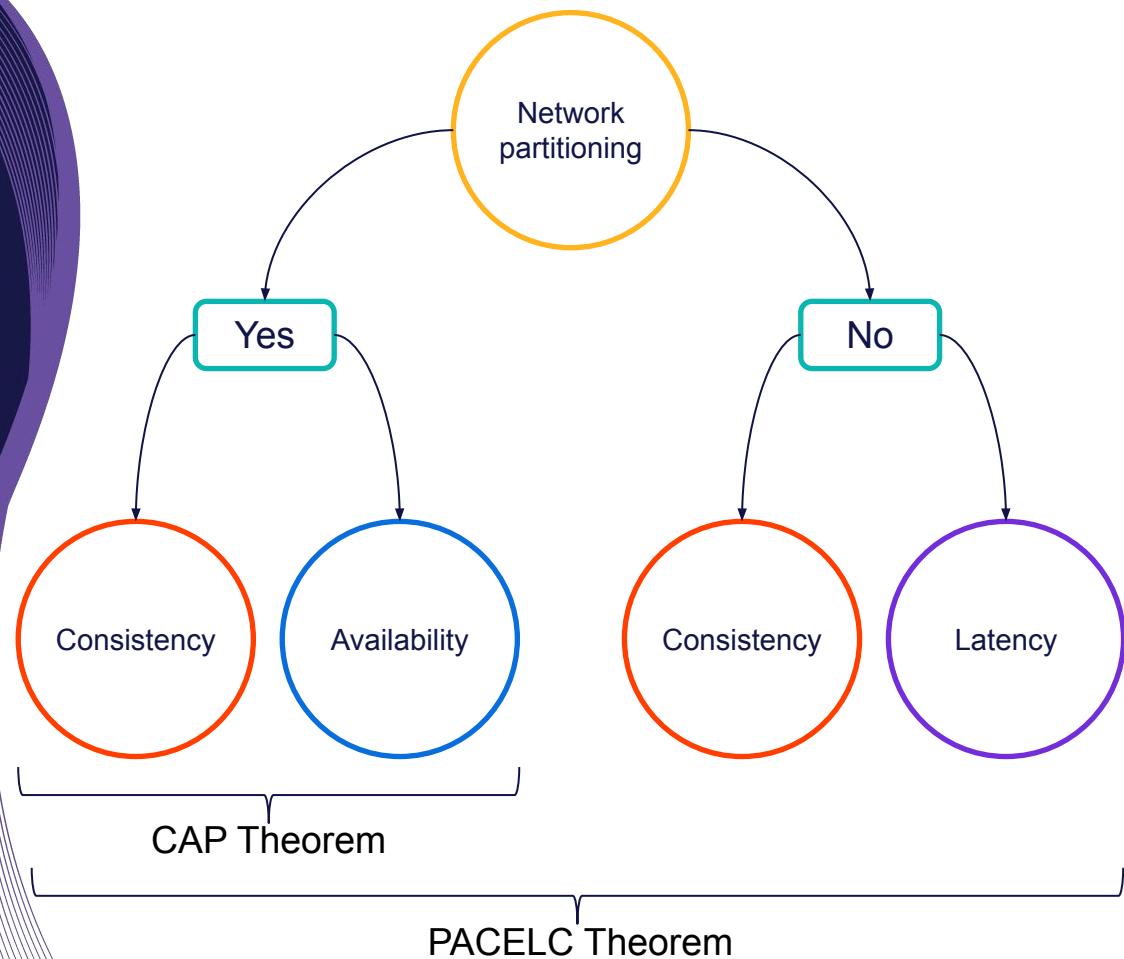 Network
partitioning
Yes
No
Consistency
Availability
Consistency
Latency
CAP Theorem
PACELC Theorem